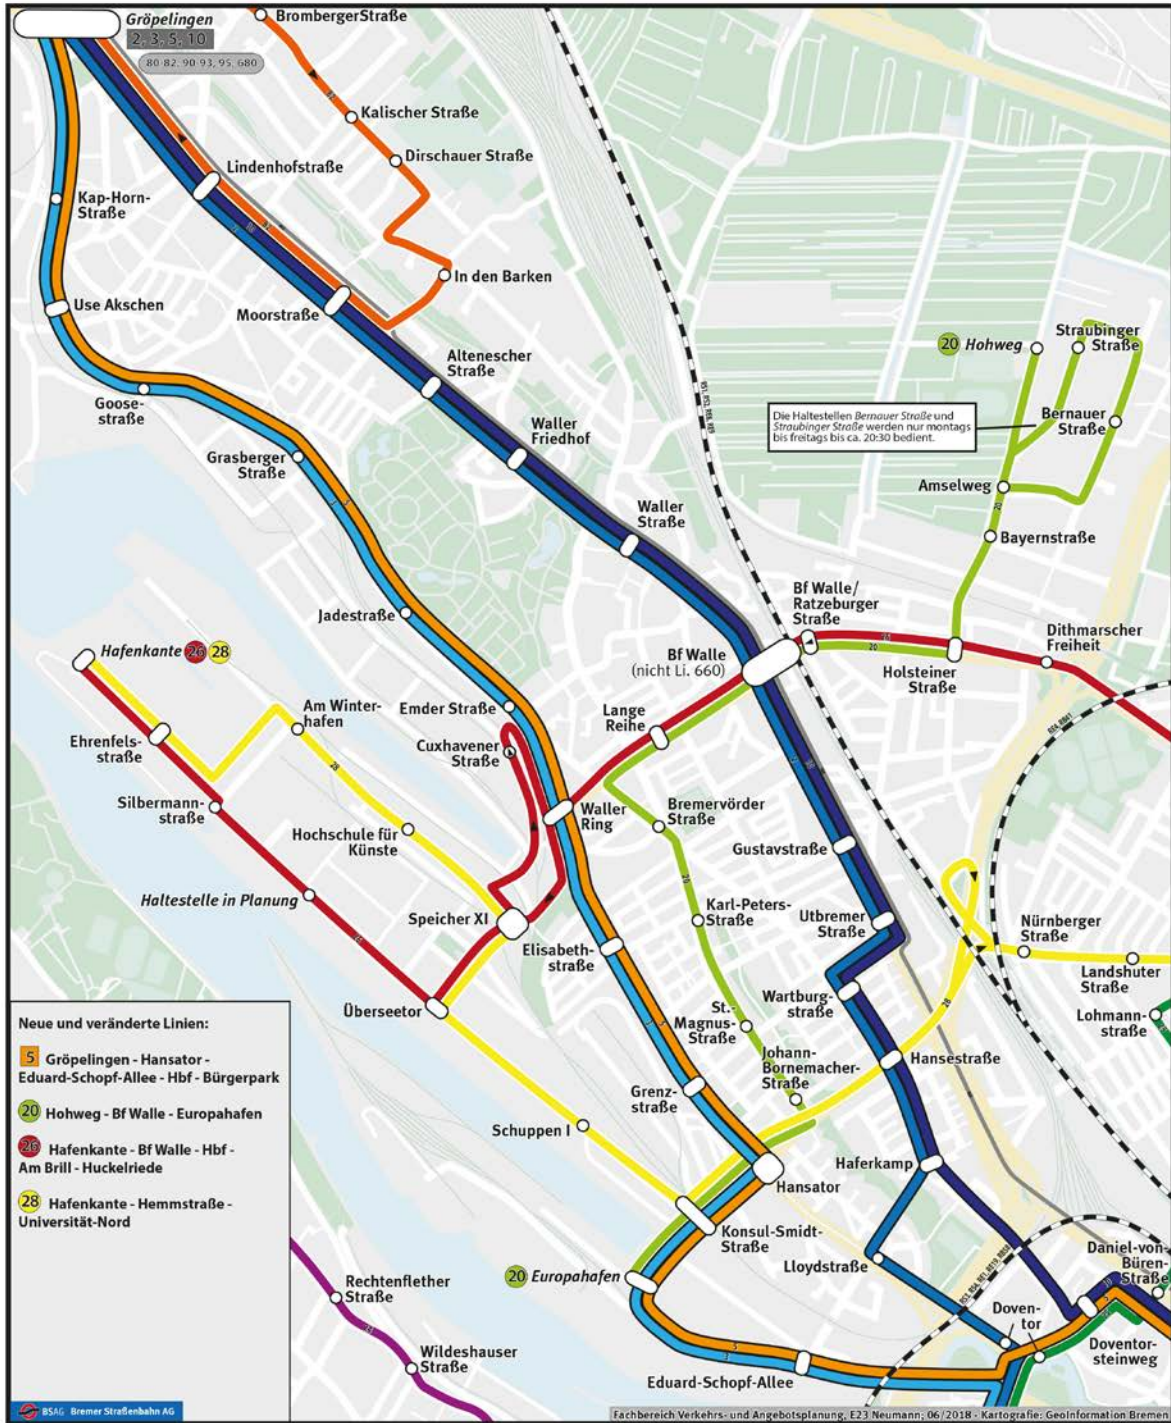 Gröpelingen
2, 3, 5, 10
80-82, 90-93, 95, 680
BrombergerStraße
Kalischer Straße
Dirschauer Straße
Lindenhofstraße
Kap-Horn-
Straße
In den Barken
Use Akschen
Moorstraße
Straubinger
Straße
20 Hohweg
Altenescher
Straße
Goose-
straße
Die Haltestellen Bernauer Straße und
Straubinger Straße werden nur montags
bis freitags bis ca. 20:30 bedient.
Bernauer
Straße
Waller
Friedhof
Grasberger
Straße
Amselweg
20
Waller
Straße
Bayernstraße
Bf Walle/
Ratzeburger
Straße
Jadestraße
26
20
Dithmarscher
Freiheit
Hafenkante 26 28
Bf Walle
(nicht Li. 660)
Holsteiner
Straße
Am Winter-
hafen
Emder Straße
Lange
Reihe
Ehrenfels-
straße
Cuxhavener
Straße
28
Silbermann-
straße
Waller
Ring
Bremervörder
Straße
Hochschule für
Künste
Gustavstraße
20
Haltestelle in Planung
Speicher XI
Karl-Peters-
Straße
Utbremer
Straße
Nürnberger
Straße
Elisabeth-
straße
Landshuter
Straße
Überseetor
Wartburg-
straße
28
Lohmann-
straße
St.-
Magnus-
Straße
Johann-
Bornemacher-
Straße
Hansestraße
Grenz-
straße
Schuppen I
Haferkamp
Hansator
Konsul-Smidt-
Straße
Lloydstraße
Daniel-von-
Büren-
Straße
20 Europahafen
Doven-
tor
Doventor-
steinweg
Eduard-Schopf-Allee
Rechtenflether
Straße
Wildeshauser
Straße
Neue und veränderte Linien:
5 Gröpelingen - Hansator -
Eduard-Schopf-Allee - Hbf - Bürgerpark
20 Hohweg - Bf Walle - Europahafen
26 Hafenkante - Bf Walle - Hbf -
Am Brill - Huckelriede
28 Hafenkante - Hemmstraße -
Universität-Nord
BSAG Bremer Straßenbahn AG
Fachbereich Verkehrs- und Angebotsplanung, E23 Neumann; 06/2018 - Kartografie: GeoInformation Bremen